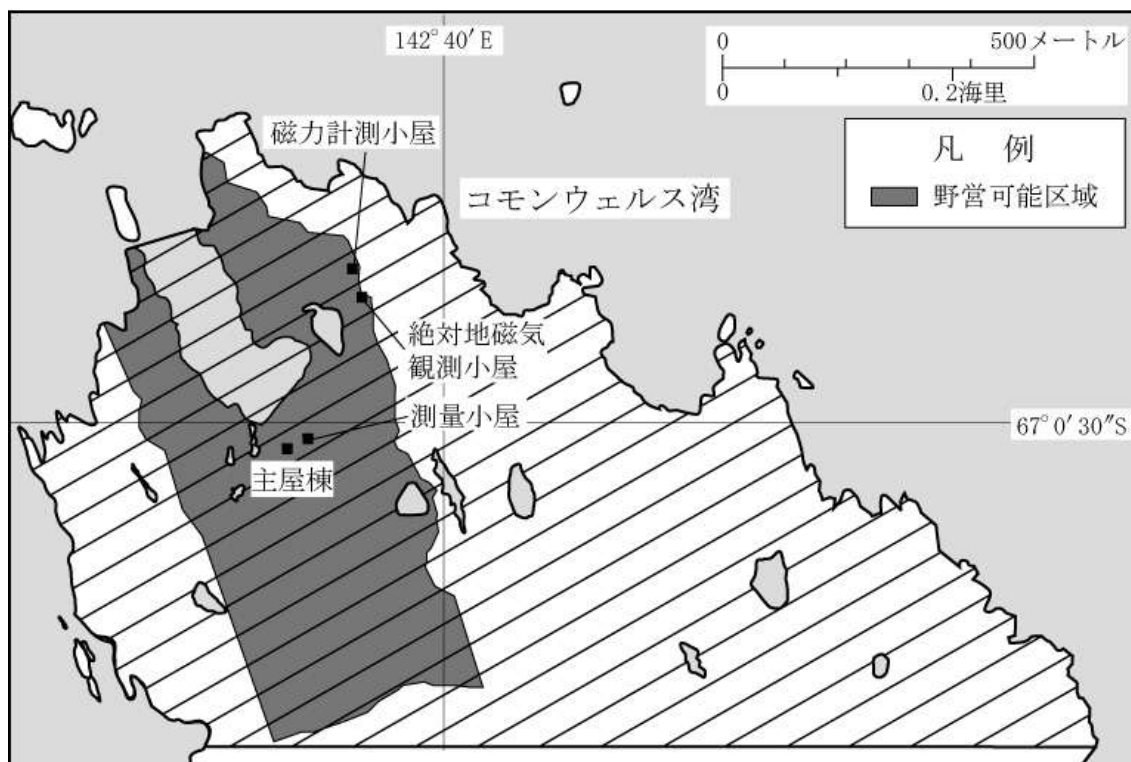 142°40′E
0 500メートル
0 0.2海里
凡 例
野営可能区域
磁力計測小屋
コモンウェルス湾
絶対地磁気
観測小屋
測量小屋
67°0′30″S
主屋棟